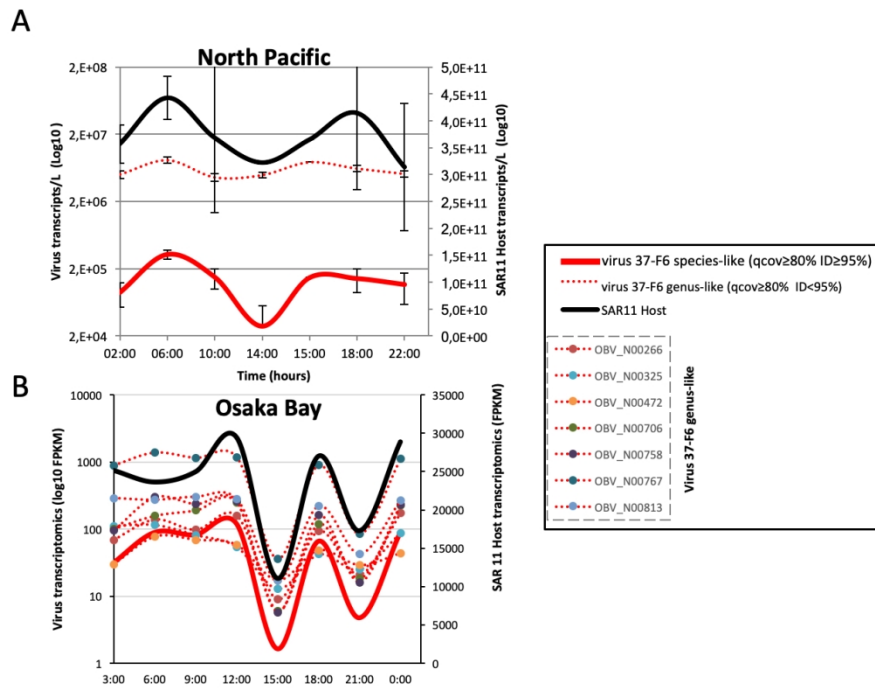 A
North Pacific
Virus transcripts/L (Log10)
2,E+08
2,E+07
2,E+06
2,E+05
2,E+04
5,0E+11
4,5E+11
4,0E+11
3,5E+11
3,0E+11
2,5E+11
2,0E+11
1,5E+11
1,0E+11
5,0E+10
0,0E+00
SAR11 Host transcripts/L (Log10)
02:00 06:00 10:00 14:00 15:00 18:00 22:00
Time (hours)
B
Osaka Bay
Virus transcriptomics (log10 FPKM)
10000
1000
100
10
1
35000
30000
25000
20000
15000
10000
5000
0
SAR 11 Host transcriptomics (FPKM)
3:00 6:00 9:00 12:00 15:00 18:00 21:00 0:00
virus 37-F6 species-like (qcov≥80% ID≥95%)
virus 37-F6 genus-like (qcov≥80% ID<95%)
SAR11 Host
OBV_N00266
OBV_N00325
OBV_N00472
OBV_N00706
OBV_N00758
OBV_N00767
OBV_N00813
Virus 37-F6 genus-like